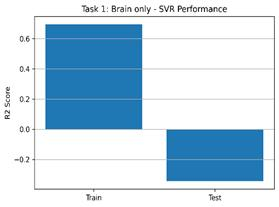 Task 1: Brain only - SVR Performance
R2 Score
0.6
0.4
0.2
0.0
−0.2
Train
Test